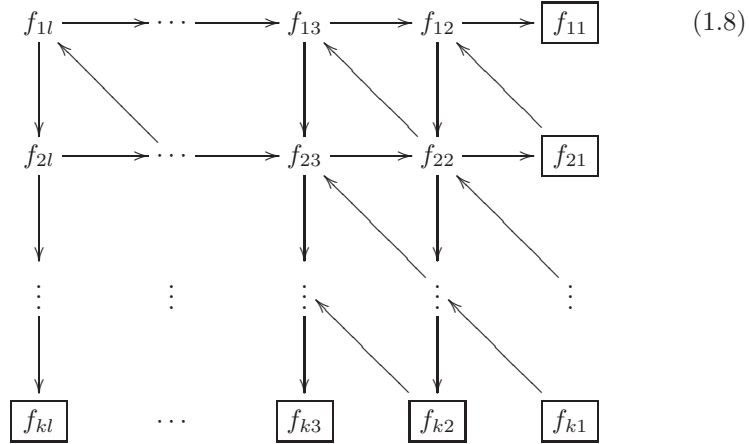 f_{1l} ⋯ f_{13} f_{12} f_{11} (1.8)
f_{2l} ⋯ f_{23} f_{22} f_{21}
⋮ ⋮ ⋮ ⋮ ⋮
f_{kl} ⋯ f_{k3} f_{k2} f_{k1}